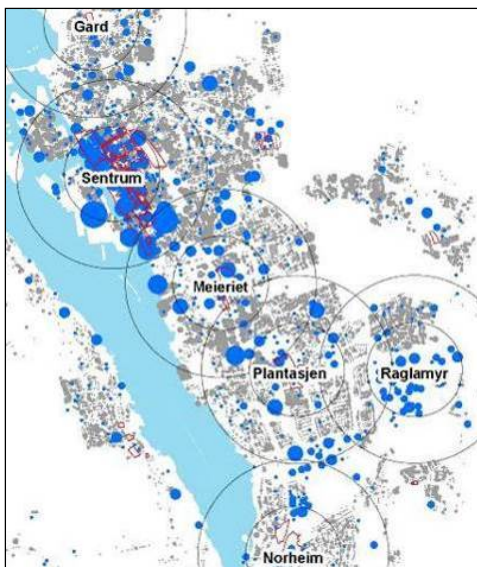 Gard
Sentrum
Meieriet
Plantasjen
Raglamyr
Norheim